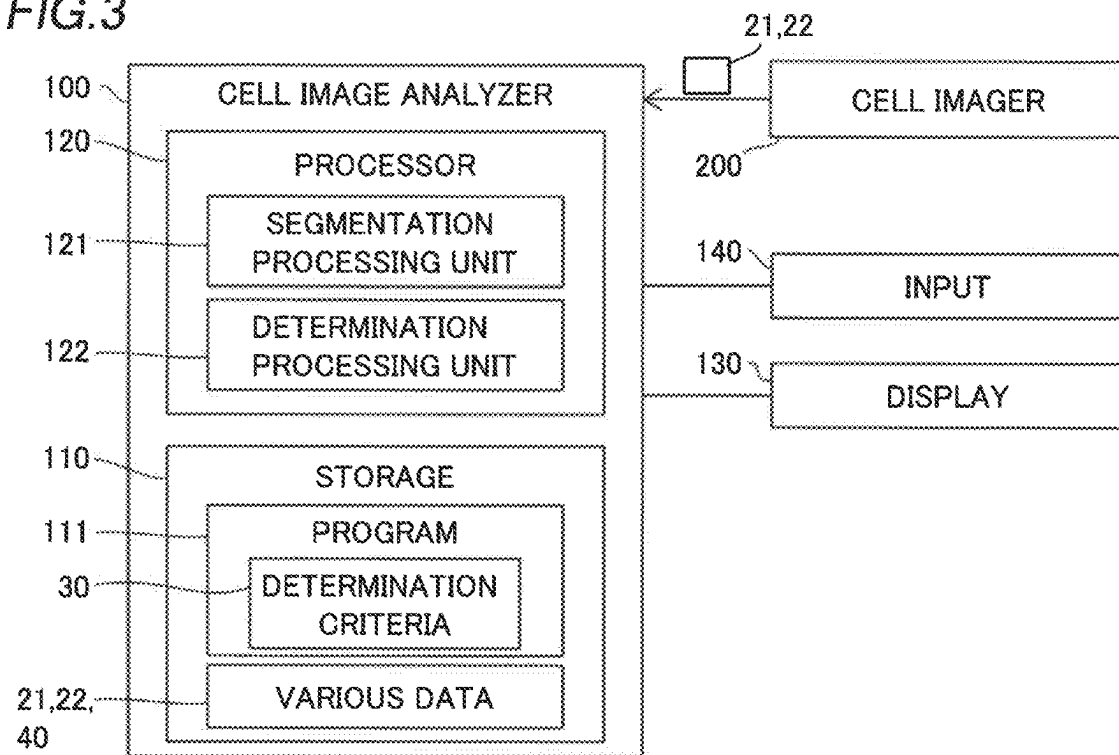 FIG.3
21,22
100
CELL IMAGE ANALYZER
CELL IMAGER
200
120
PROCESSOR
121
SEGMENTATION
PROCESSING UNIT
140
INPUT
122
DETERMINATION
PROCESSING UNIT
130
DISPLAY
110
STORAGE
111
PROGRAM
30
DETERMINATION
CRITERIA
21,22,
40
VARIOUS DATA